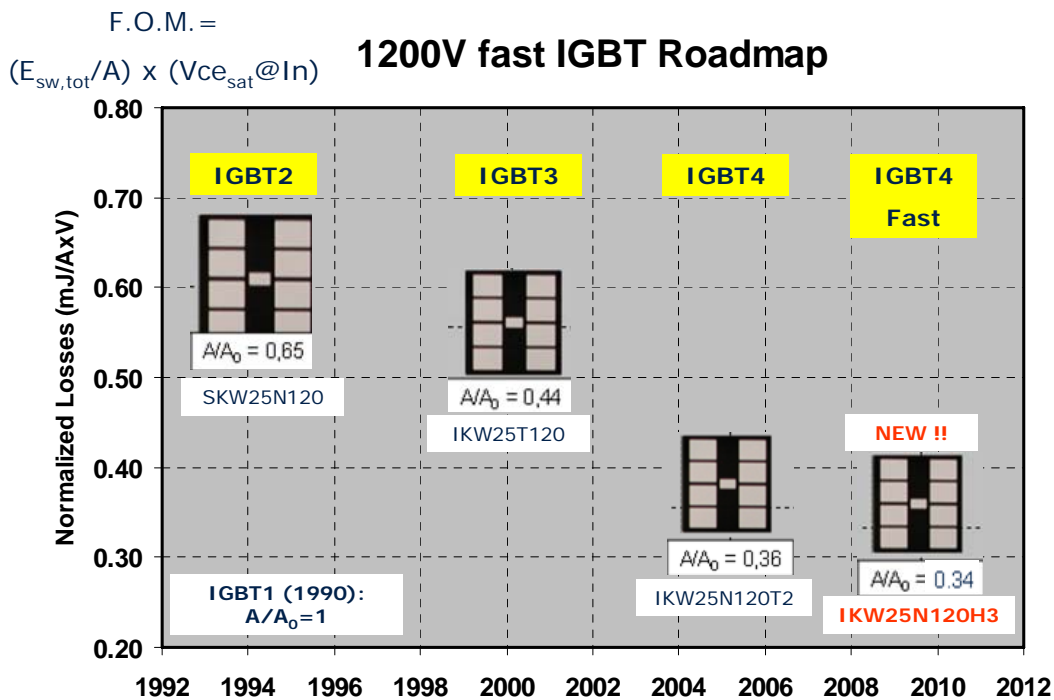 F.O.M. =
(E_sw,tot/A) x (Vce_sat@In)
1200V fast IGBT Roadmap
Normalized Losses (mJ/AxV)
0.80
0.70
0.60
0.50
0.40
0.30
0.20
IGBT2
A/A₀ = 0,65
SKW25N120
IGBT3
A/A₀ = 0,44
IKW25T120
IGBT4
A/A₀ = 0,36
IKW25N120T2
IGBT4
Fast
NEW !!
A/A₀ = 0.34
IKW25N120H3
IGBT1 (1990):
A/A₀=1
1992 1994 1996 1998 2000 2002 2004 2006 2008 2010 2012